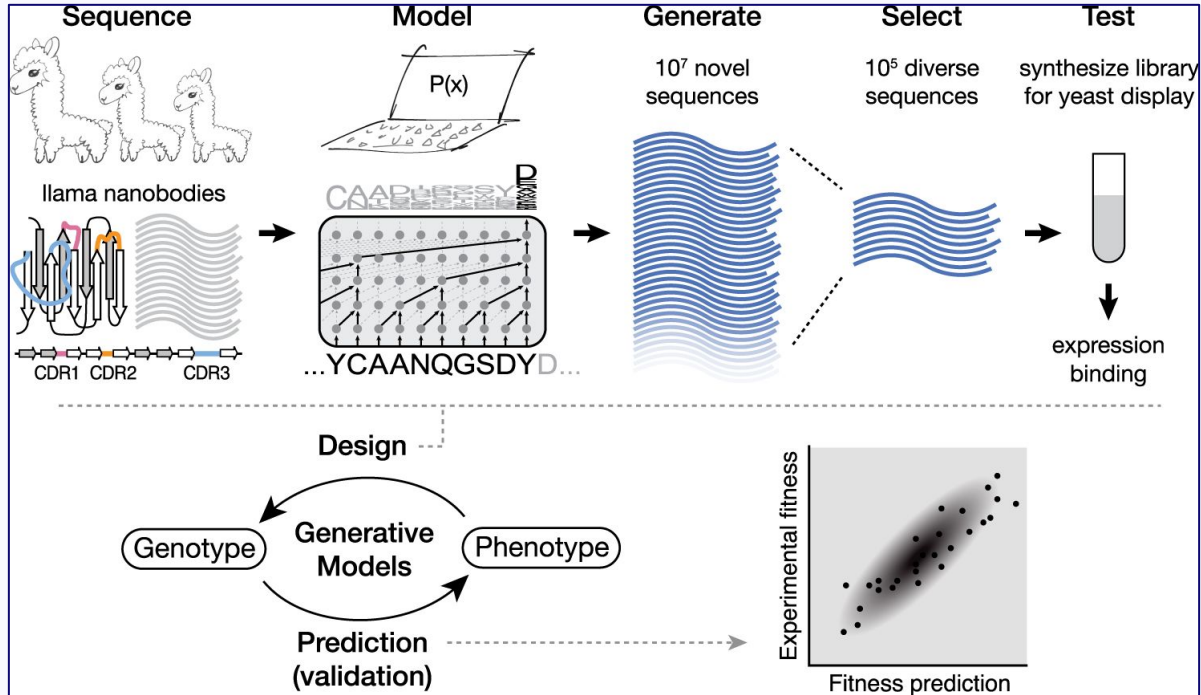 Sequence
Model
Generate
Select
Test
P(x)
10⁷ novel
sequences
10⁵ diverse
sequences
synthesize library
for yeast display
llama nanobodies
CDR1
CDR2
CDR3
...YCAANQGSDYD...
expression
binding
Design
Genotype
Generative
Models
Phenotype
Prediction
(validation)
Experimental fitness
Fitness prediction